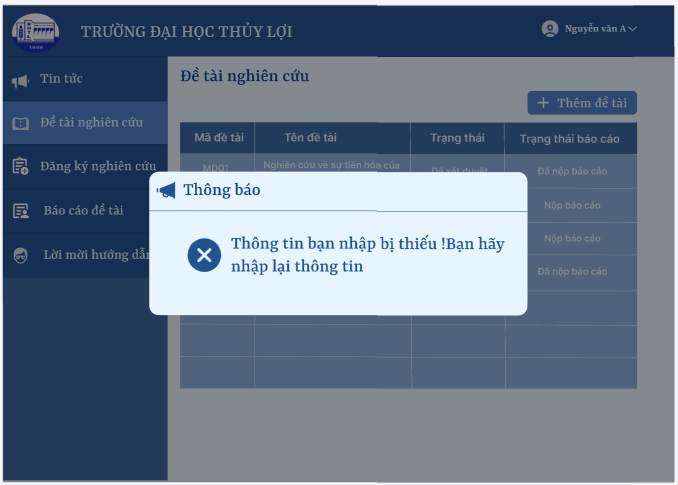 TRƯỜNG ĐẠI HỌC THỦY LỢI
Nguyễn văn A
Tin tức
Đề tài nghiên cứu
Đăng ký nghiên cứu
Báo cáo đề tài
Lời mời hướng dẫn
Đề tài nghiên cứu
+ Thêm đề tài
Mã đề tài Tên đề tài Trạng thái Trạng thái báo cáo
MD01 Nghiên cứu về sự tiến hóa của Đã xét duyệt Đã nộp báo cáo
Nộp báo cáo
Nộp báo cáo
Đã nộp báo cáo
Thông báo
Thông tin bạn nhập bị thiếu !Bạn hãy
nhập lại thông tin